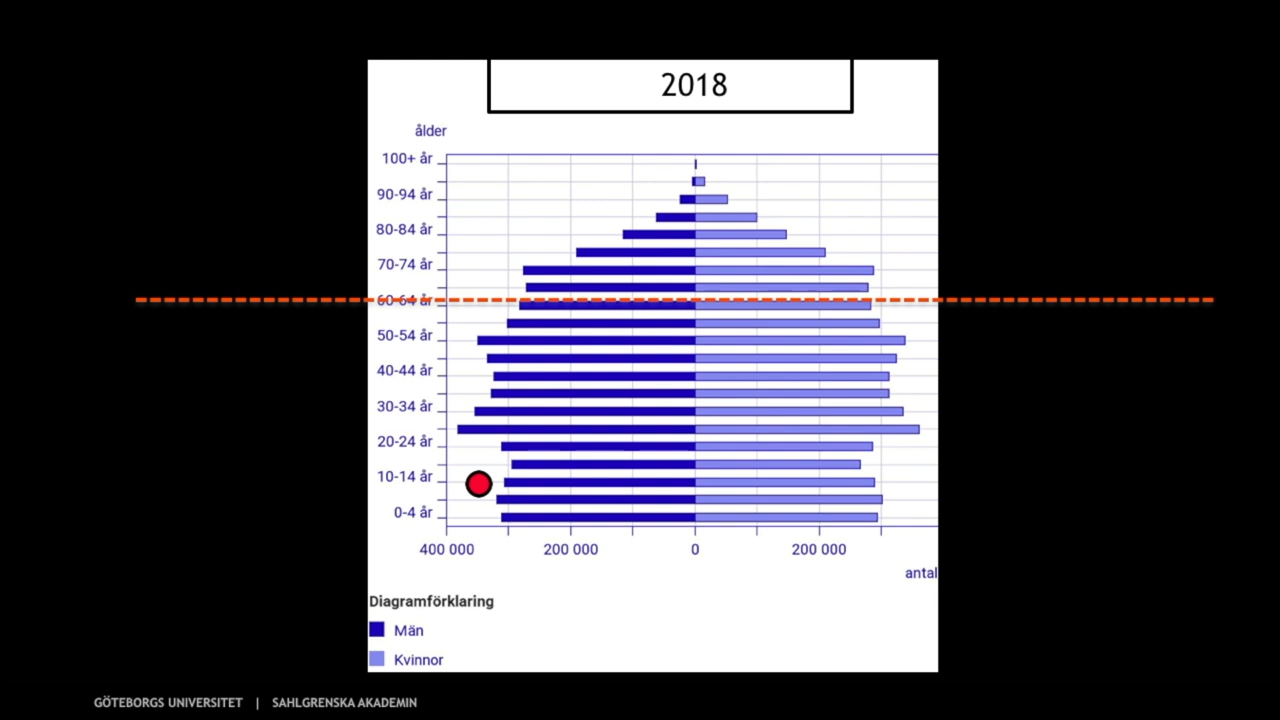 2018
ålder
100+ år
90-94 år
80-84 år
70-74 år
60-64 år
50-54 år
40-44 år
30-34 år
20-24 år
10-14 år
0-4 år
400 000 200 000 0 200 000
antal
Diagramförklaring
Män
Kvinnor
GÖTEBORGS UNIVERSITET | SAHLGRENSKA AKADEMIN